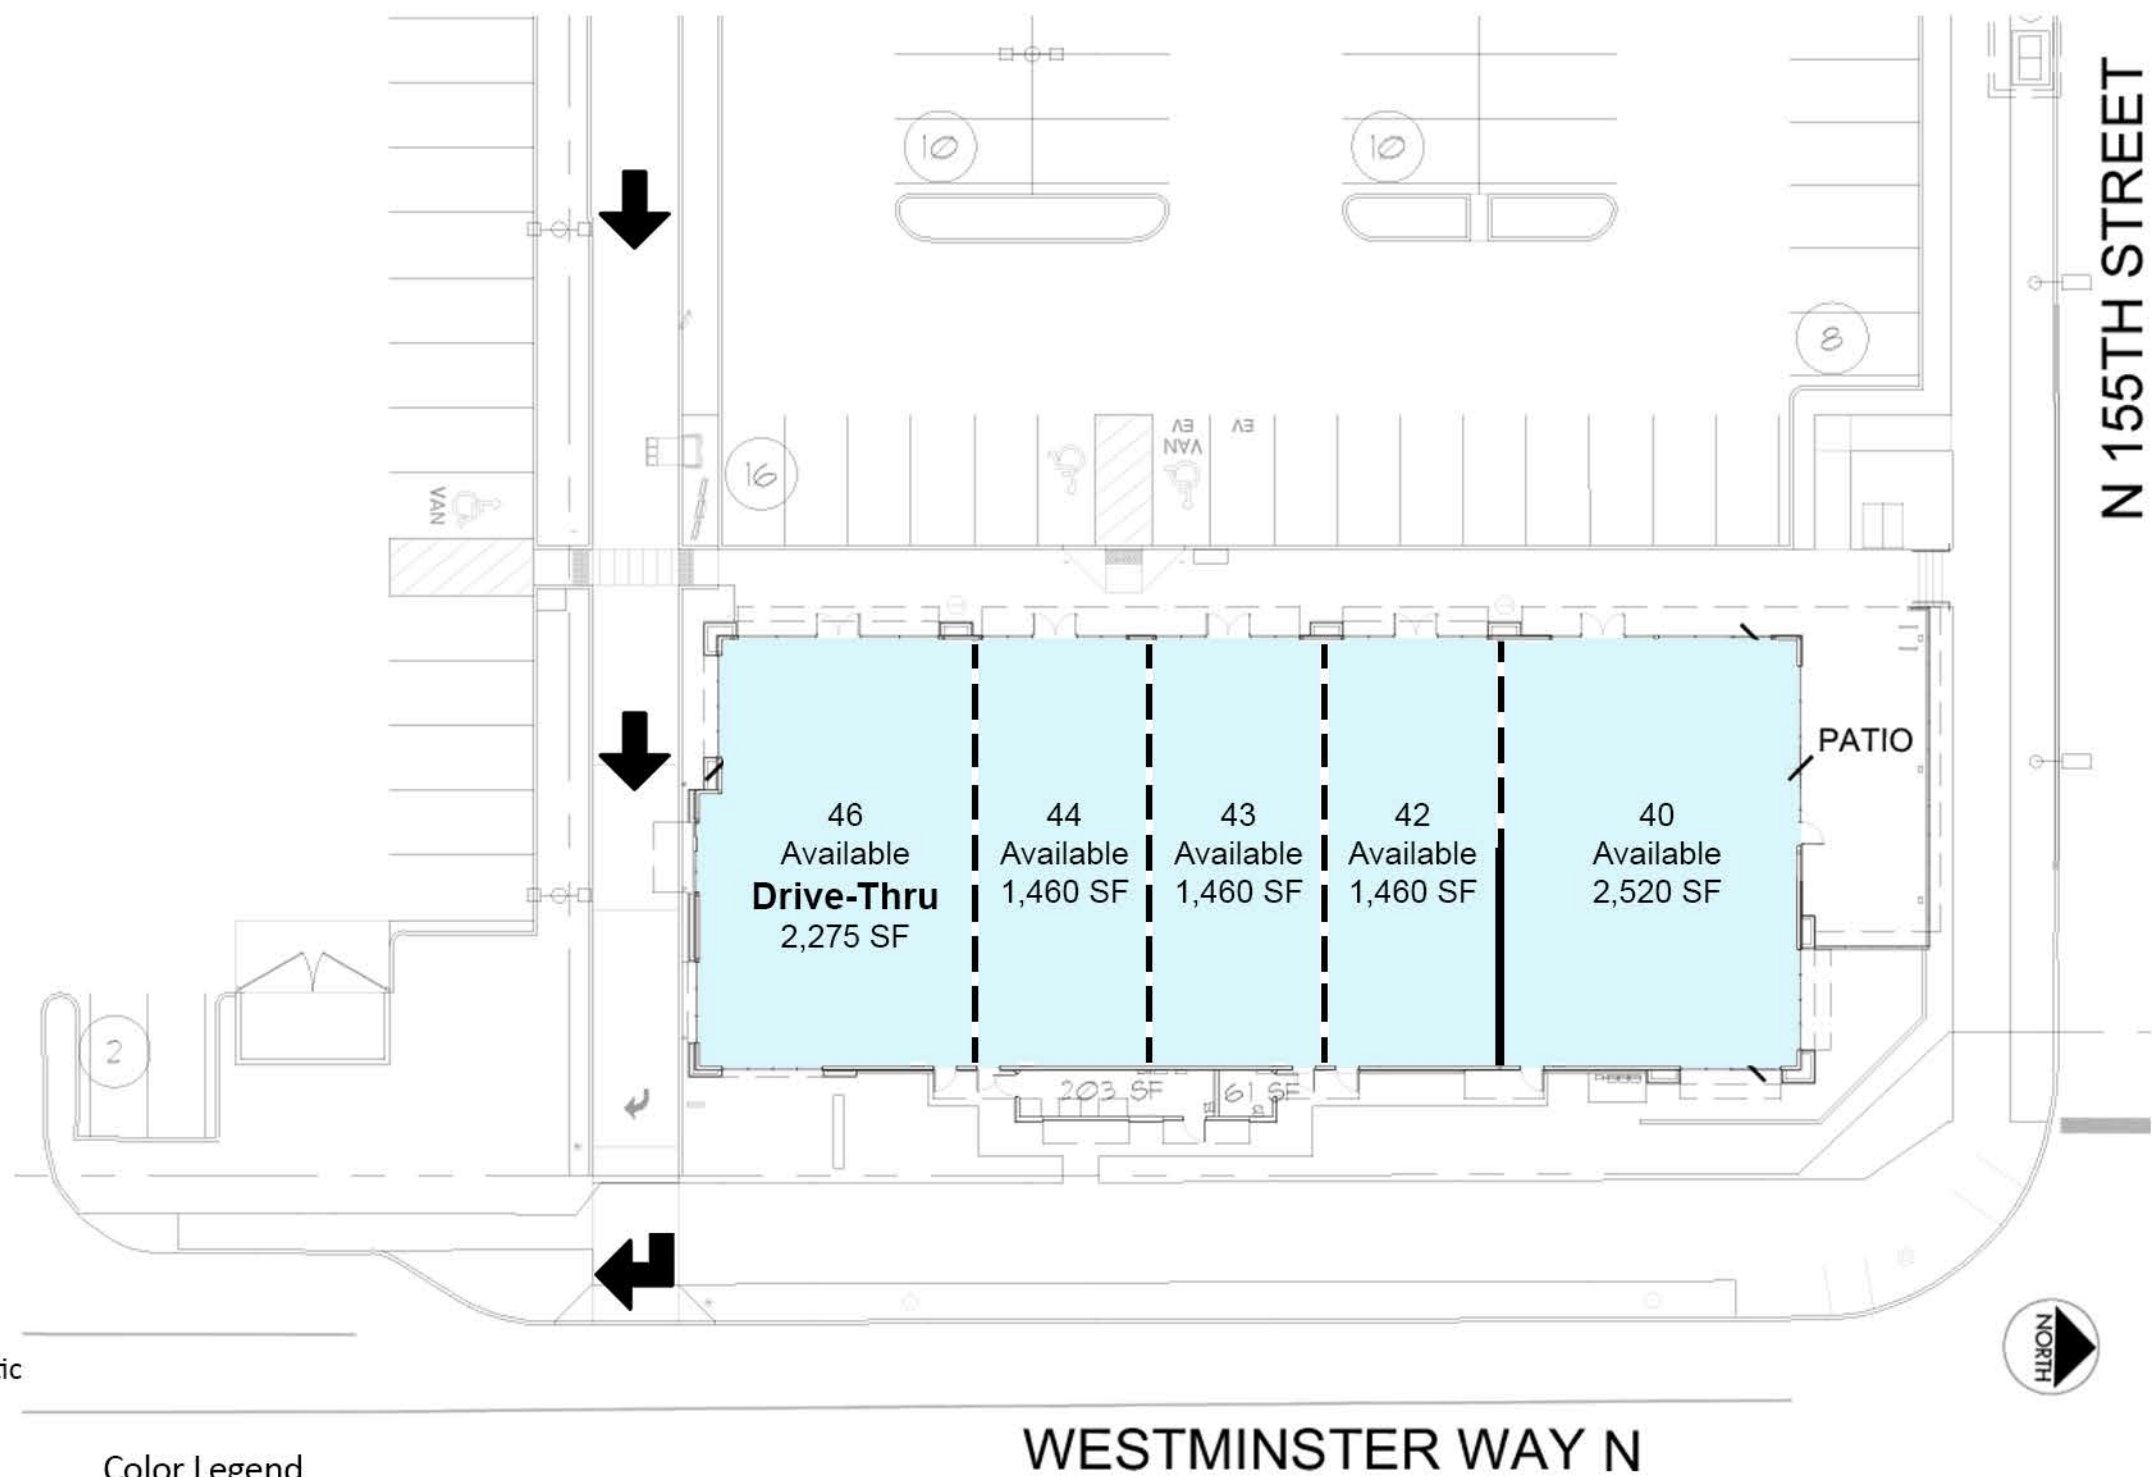 10
10
N 155TH STREET
8
EV
VAN
EV
16
VAN
PATIO
46
Available
Drive-Thru
2,275 SF
44
Available
1,460 SF
43
Available
1,460 SF
42
Available
1,460 SF
40
Available
2,520 SF
2
203 SF
61 SF
NORTH
tic
WESTMINSTER WAY N
Color Legend